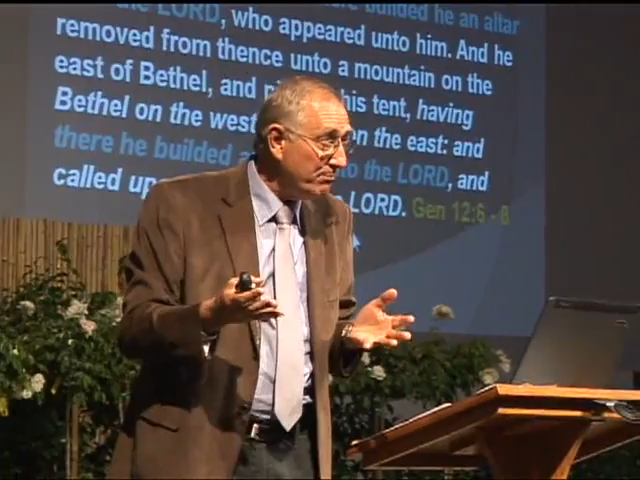 the LORD, who appeared unto him. And he
removed from thence unto a mountain on the
east of Bethel, and his tent, having
Bethel on the west on the east: and
there he builded the LORD, and
called u LORD. Gen 12:6 - 8